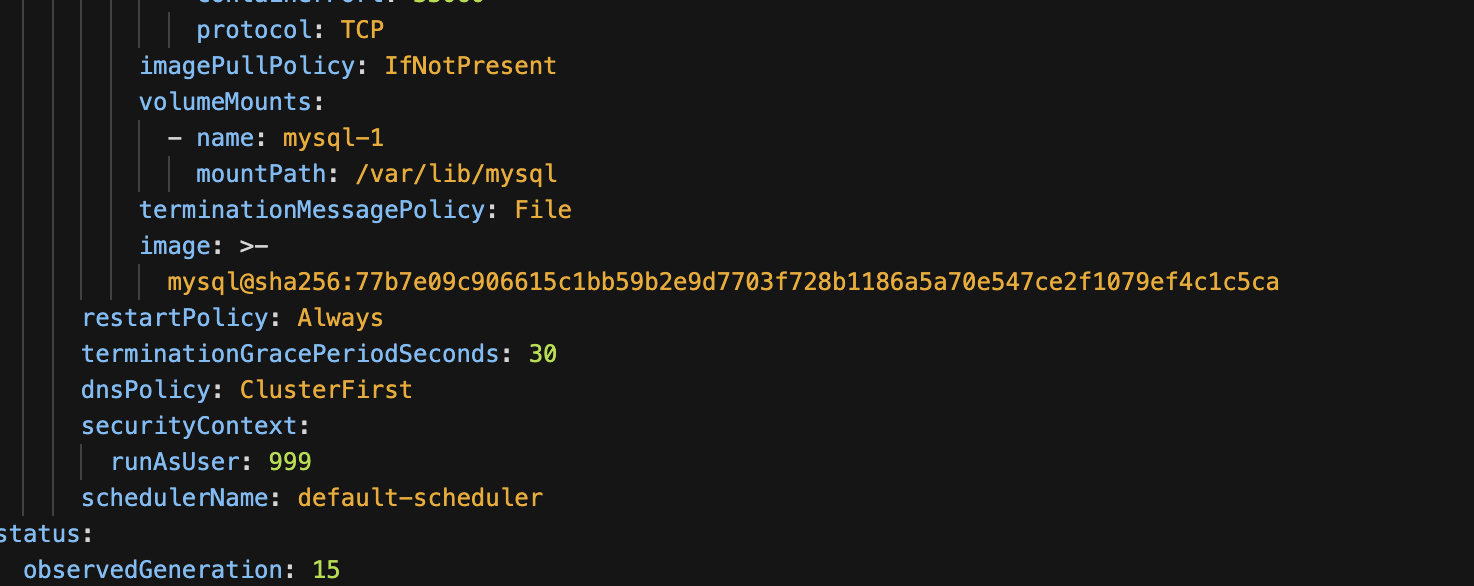 protocol: TCP
imagePullPolicy: IfNotPresent
volumeMounts:
- name: mysql-1
mountPath: /var/lib/mysql
terminationMessagePolicy: File
image: >-
mysql@sha256:77b7e09c906615c1bb59b2e9d7703f728b1186a5a70e547ce2f1079ef4c1c5ca
restartPolicy: Always
terminationGracePeriodSeconds: 30
dnsPolicy: ClusterFirst
securityContext:
runAsUser: 999
schedulerName: default-scheduler
status:
observedGeneration: 15